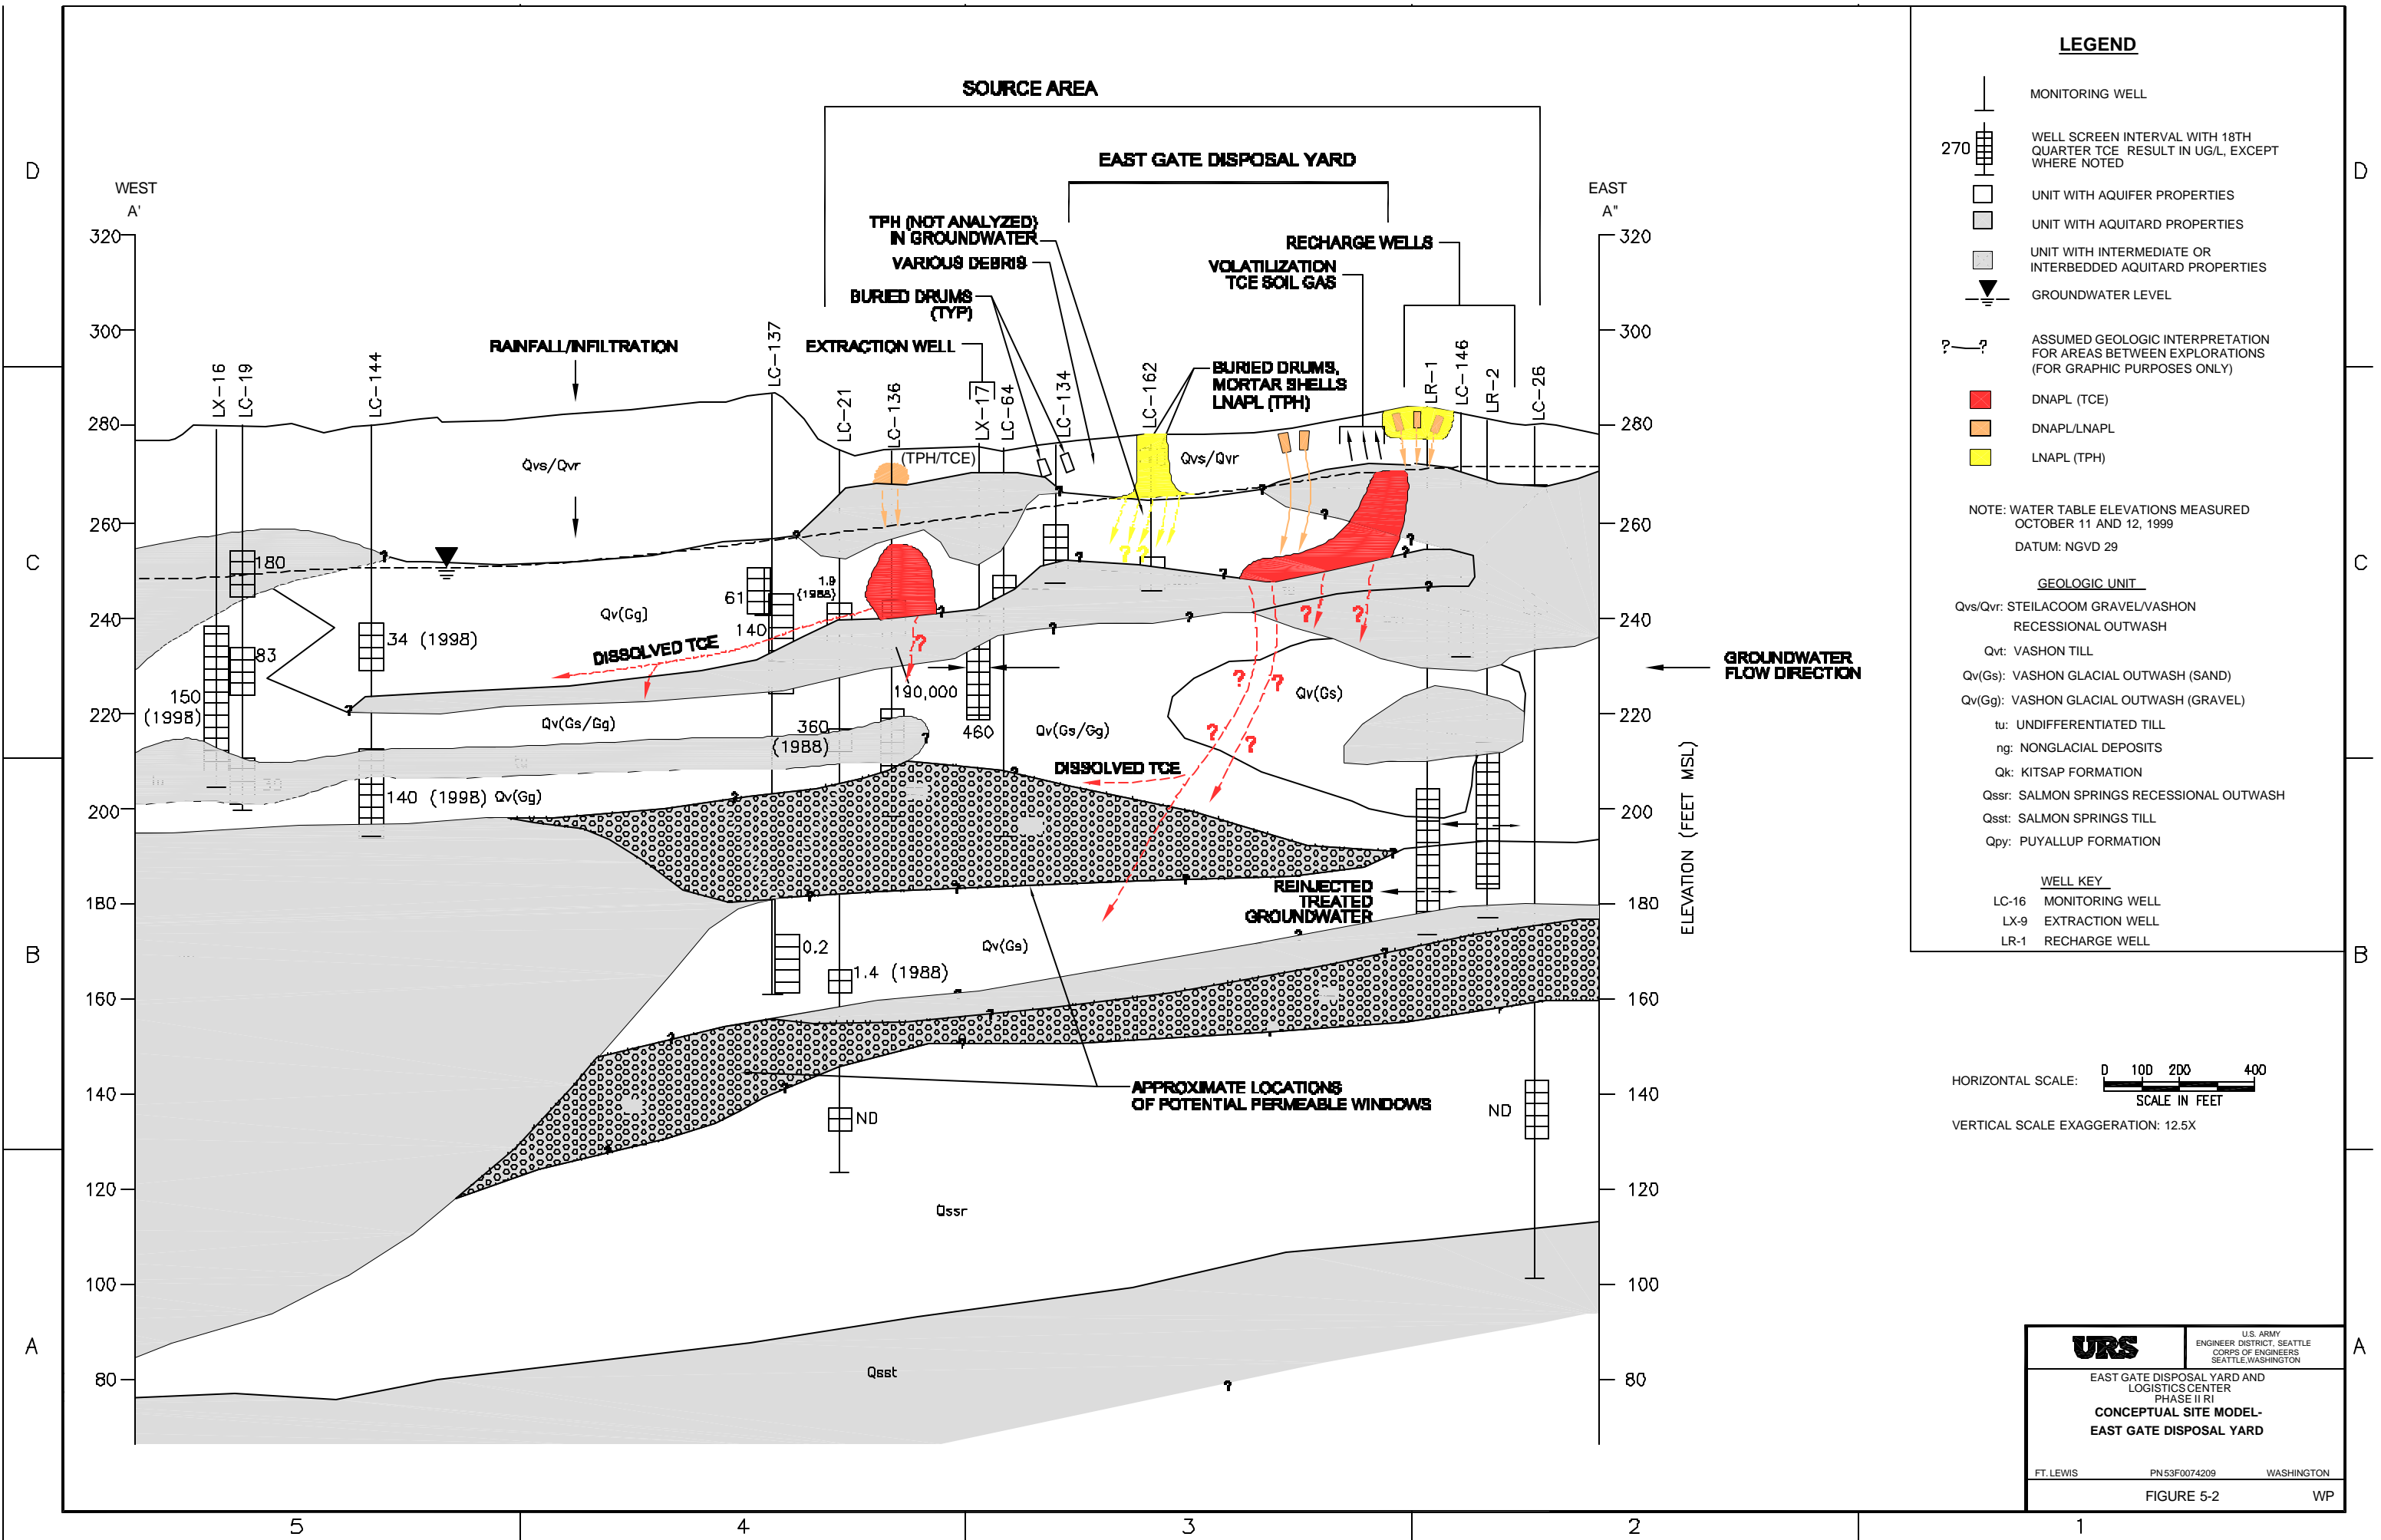 SOURCE AREA
EAST GATE DISPOSAL YARD
WEST
A'
EAST
A"
TPH (NOT ANALYZED)
IN GROUNDWATER
VARIOUS DEBRIS
BURIED DRUMS
(TYP)
EXTRACTION WELL
RAINFALL/INFILTRATION
RECHARGE WELLS
VOLATILIZATION
TCE SOIL GAS
BURIED DRUMS,
MORTAR SHELLS
LNAPL (TPH)
LX-16
LC-19
LC-144
LC-137
LC-21
LC-136
LX-17
LC-64
LC-134
LC-162
LR-1
LC-146
LR-2
LC-26
320
300
280
260
240
220
200
180
160
140
120
100
80
320
300
280
260
240
220
200
180
160
140
120
100
80
ELEVATION (FEET MSL)
Qvs/Qvr
(TPH/TCE)
Qvs/Qvr
180
83
150
(1998)
34 (1998)
Qv(Gg)
61
140
1.9
(1988)
DISSOLVED TCE
190,000
460
360
(1988)
Qv(Gs/Gg)
Qv(Gs/Gg)
Qv(Gs)
tu
39
140 (1998)
Qv(Gg)
DISSOLVED TCE
GROUNDWATER
FLOW DIRECTION
REINJECTED
TREATED
GROUNDWATER
0.2
1.4 (1988)
Qv(Gs)
APPROXIMATE LOCATIONS
OF POTENTIAL PERMEABLE WINDOWS
ND
ND
Qssr
Qsst
LEGEND
MONITORING WELL
270
WELL SCREEN INTERVAL WITH 18TH
QUARTER TCE RESULT IN UG/L, EXCEPT
WHERE NOTED
UNIT WITH AQUIFER PROPERTIES
UNIT WITH AQUITARD PROPERTIES
UNIT WITH INTERMEDIATE OR
INTERBEDDED AQUITARD PROPERTIES
GROUNDWATER LEVEL
? ?
ASSUMED GEOLOGIC INTERPRETATION
FOR AREAS BETWEEN EXPLORATIONS
(FOR GRAPHIC PURPOSES ONLY)
DNAPL (TCE)
DNAPL/LNAPL
LNAPL (TPH)
NOTE: WATER TABLE ELEVATIONS MEASURED
OCTOBER 11 AND 12, 1999
DATUM: NGVD 29
GEOLOGIC UNIT
Qvs/Qvr: STEILACOOM GRAVEL/VASHON
RECESSIONAL OUTWASH
Qvt: VASHON TILL
Qv(Gs): VASHON GLACIAL OUTWASH (SAND)
Qv(Gg): VASHON GLACIAL OUTWASH (GRAVEL)
tu: UNDIFFERENTIATED TILL
ng: NONGLACIAL DEPOSITS
Qk: KITSAP FORMATION
Qssr: SALMON SPRINGS RECESSIONAL OUTWASH
Qsst: SALMON SPRINGS TILL
Qpy: PUYALLUP FORMATION
WELL KEY
LC-16 MONITORING WELL
LX-9 EXTRACTION WELL
LR-1 RECHARGE WELL
HORIZONTAL SCALE:
0 100 200 400
SCALE IN FEET
VERTICAL SCALE EXAGGERATION: 12.5X
URS
U.S. ARMY
ENGINEER DISTRICT, SEATTLE
CORPS OF ENGINEERS
SEATTLE,WASHINGTON
EAST GATE DISPOSAL YARD AND
LOGISTICS CENTER
PHASE II RI
CONCEPTUAL SITE MODEL-
EAST GATE DISPOSAL YARD
FT. LEWIS PN53F0074209 WASHINGTON
FIGURE 5-2 WP
D
C
B
A
D
C
B
A
5 4 3 2 1